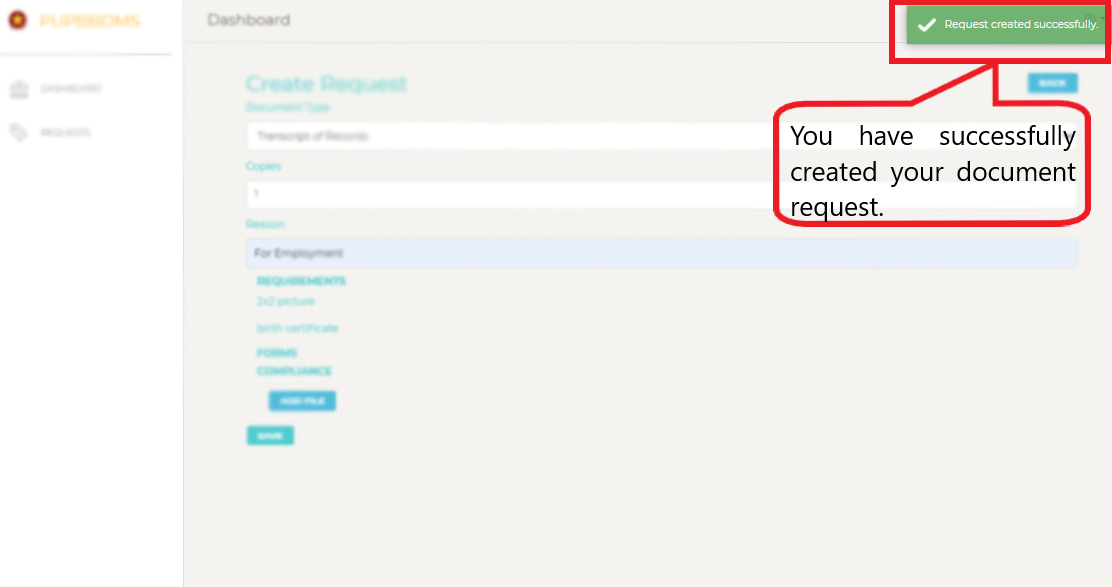 PUPBBDMS
Dashboard
Request created successfully.
DASHBOARD
REQUESTS
Create Request
BACK
Document Type
Transcript of Records
You have successfully
created your document
request.
Copies
1
Reason
For Employment
REQUIREMENTS
2x2 picture
birth certificate
FORMS
COMPLIANCE
ADD FILE
SAVE